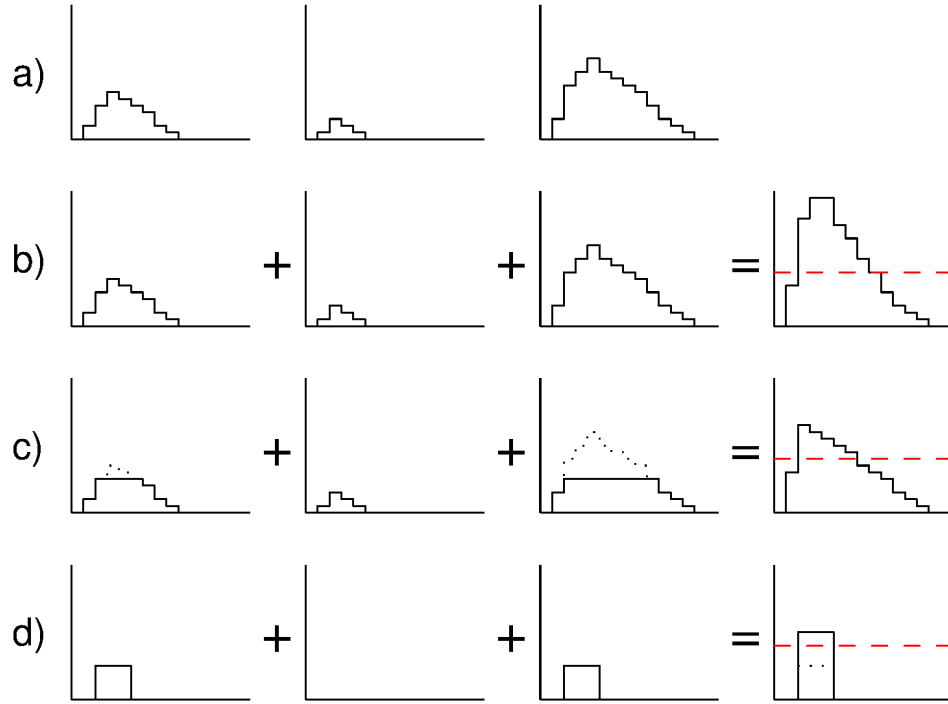 a)
b) + + =
c) + + =
d) + + =